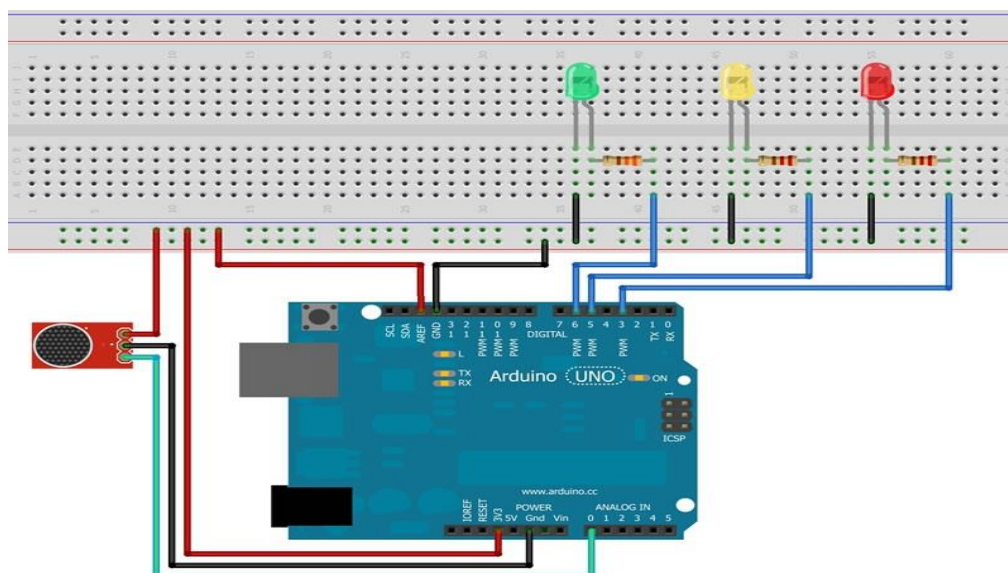 SCL
SDA
AREF
GND
13
12
PWM 11
PWM 10
PWM 9
8
DIGITAL
7
PWM 6
PWM 5
4
PWM 3
2
TX 1
RX 0
L
TX
RX
Arduino UNO
ON
1
ICSP
www.arduino.cc
POWER
ANALOG IN
IOREF
RESET
3V3
5V
Gnd
Vin
0 1 2 3 4 5